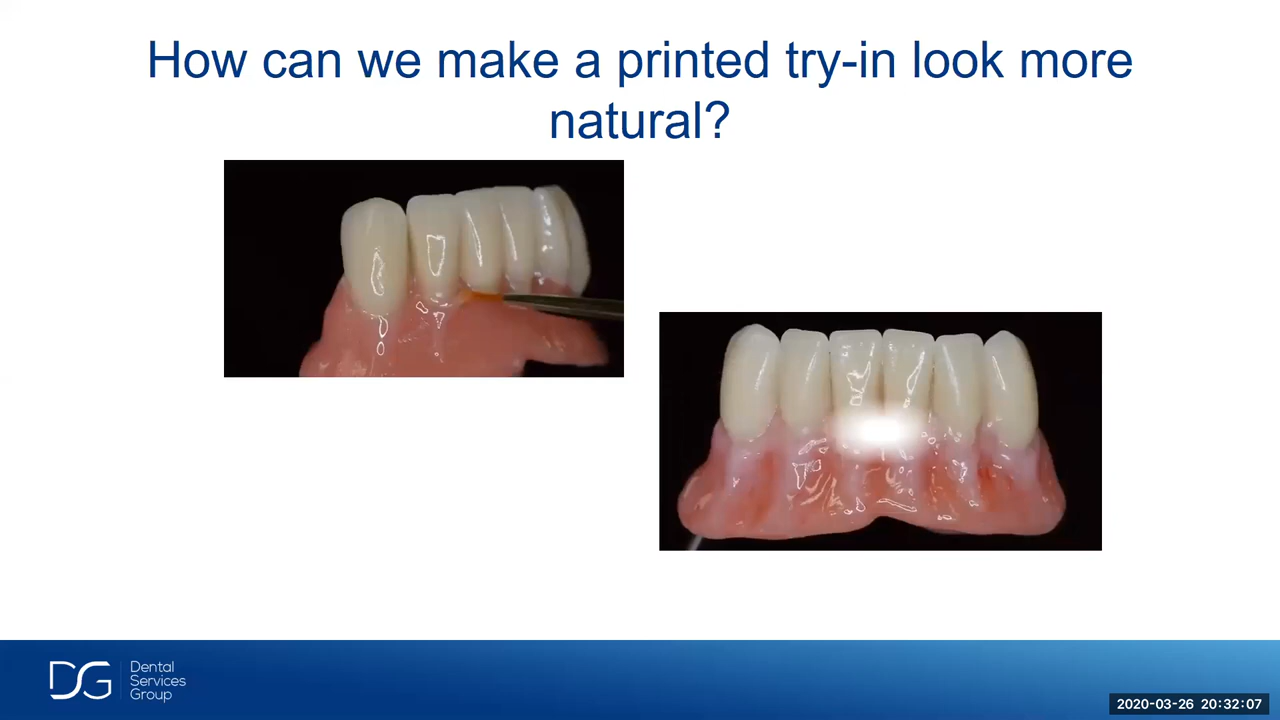 How can we make a printed try-in look more
natural?
DG
Dental
Services
Group
2020-03-26 20:32:07